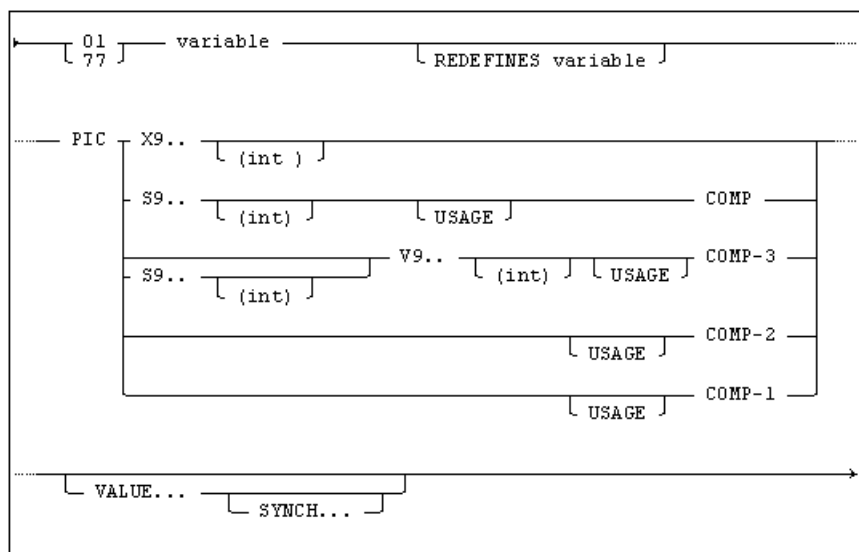 01 variable
77 REDEFINES variable
PIC X9..
(int )
S9.. COMP
(int) USAGE
V9.. COMP-3
S9.. (int) USAGE
(int)
COMP-2
USAGE
COMP-1
USAGE
VALUE...
SYNCH...